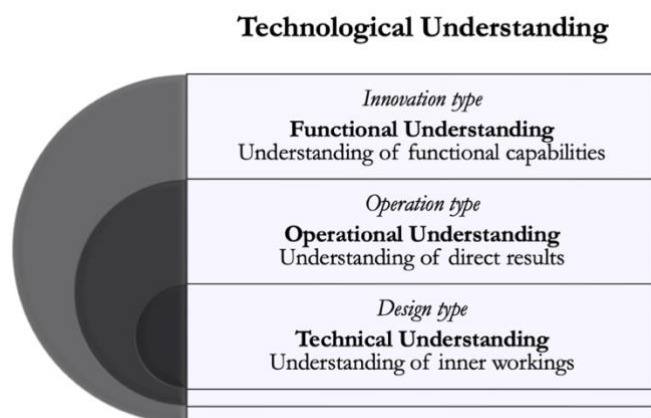 Technological Understanding
Innovation type
Functional Understanding
Understanding of functional capabilities
Operation type
Operational Understanding
Understanding of direct results
Design type
Technical Understanding
Understanding of inner workings